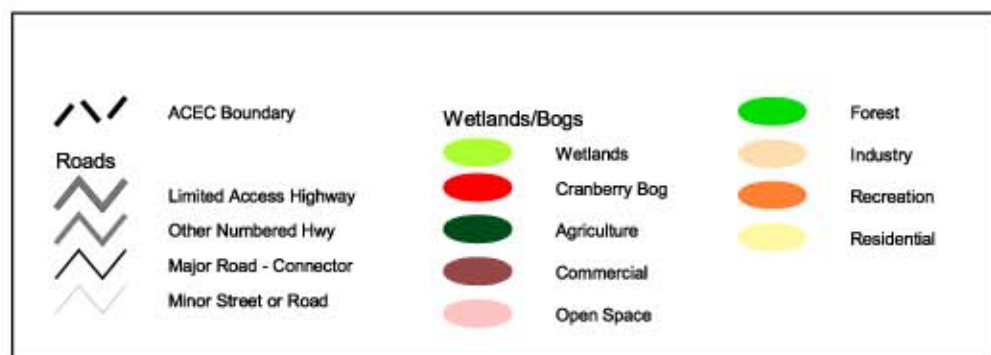 ACEC Boundary
Roads
Limited Access Highway
Other Numbered Hwy
Major Road - Connector
Minor Street or Road
Wetlands/Bogs
Wetlands
Cranberry Bog
Agriculture
Commercial
Open Space
Forest
Industry
Recreation
Residential